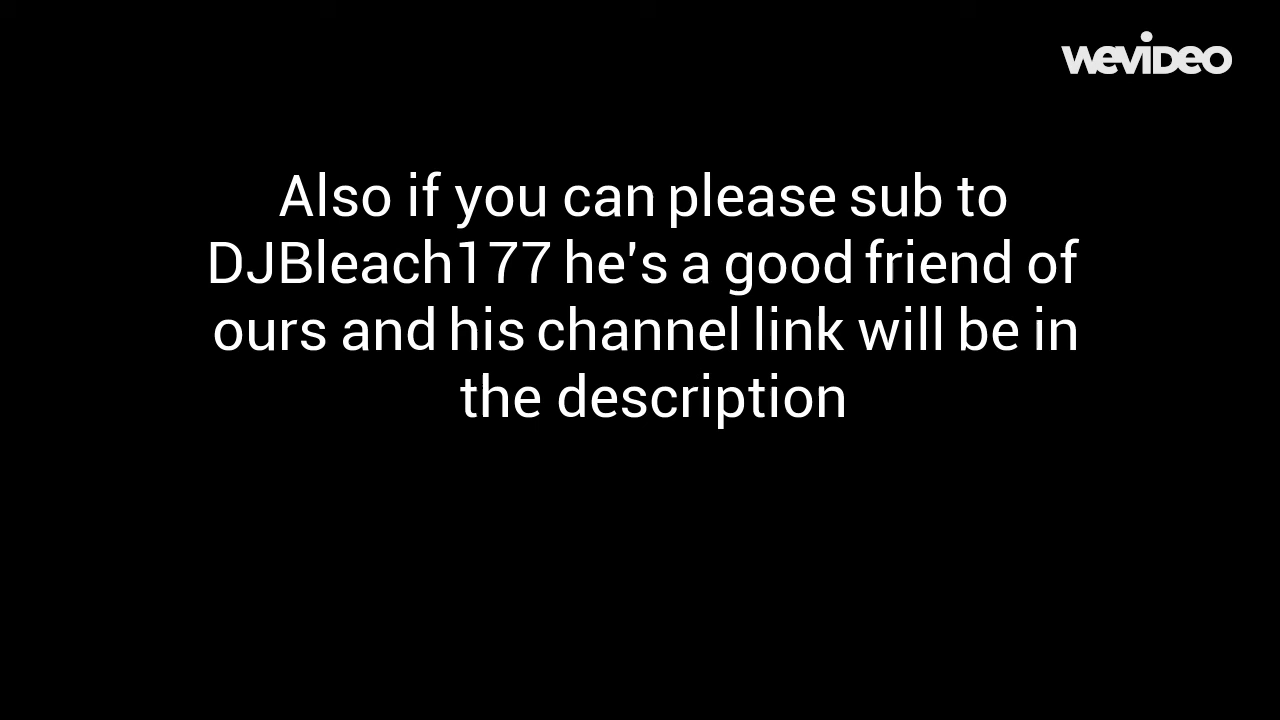 WEVIDEO
Also if you can please sub to
DJBleach177 he's a good friend of
ours and his channel link will be in
the description